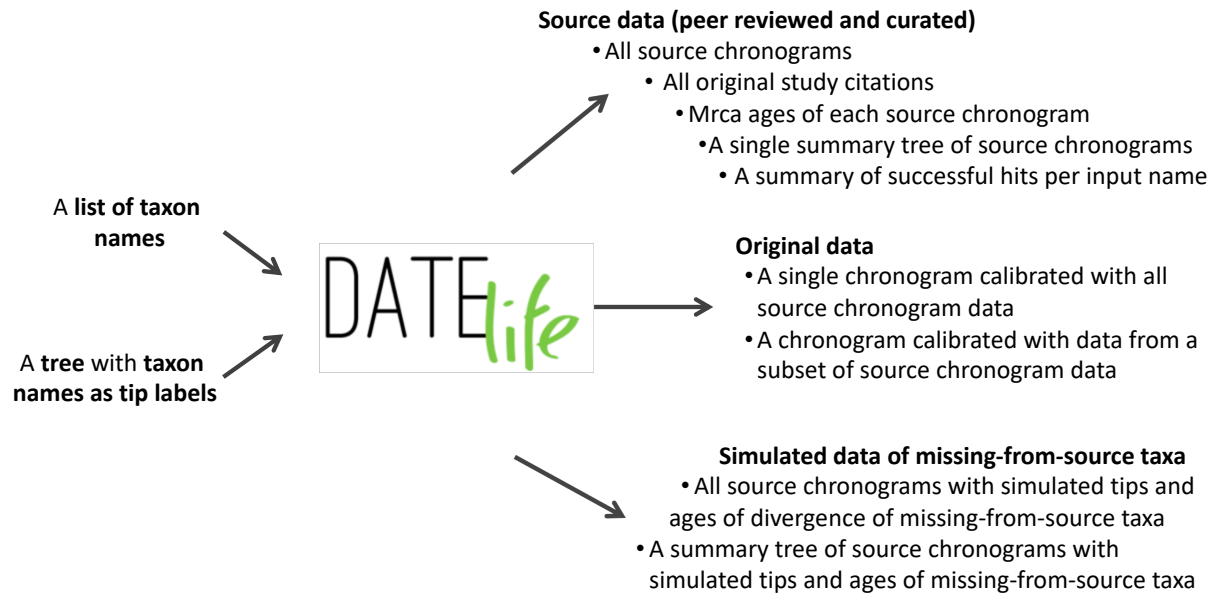 A list of taxon
names
A tree with taxon
names as tip labels
DATElife
Source data (peer reviewed and curated)
• All source chronograms
• All original study citations
• Mrca ages of each source chronogram
• A single summary tree of source chronograms
• A summary of successful hits per input name
Original data
• A single chronogram calibrated with all
source chronogram data
• A chronogram calibrated with data from a
subset of source chronogram data
Simulated data of missing-from-source taxa
• All source chronograms with simulated tips and
ages of divergence of missing-from-source taxa
• A summary tree of source chronograms with
simulated tips and ages of missing-from-source taxa